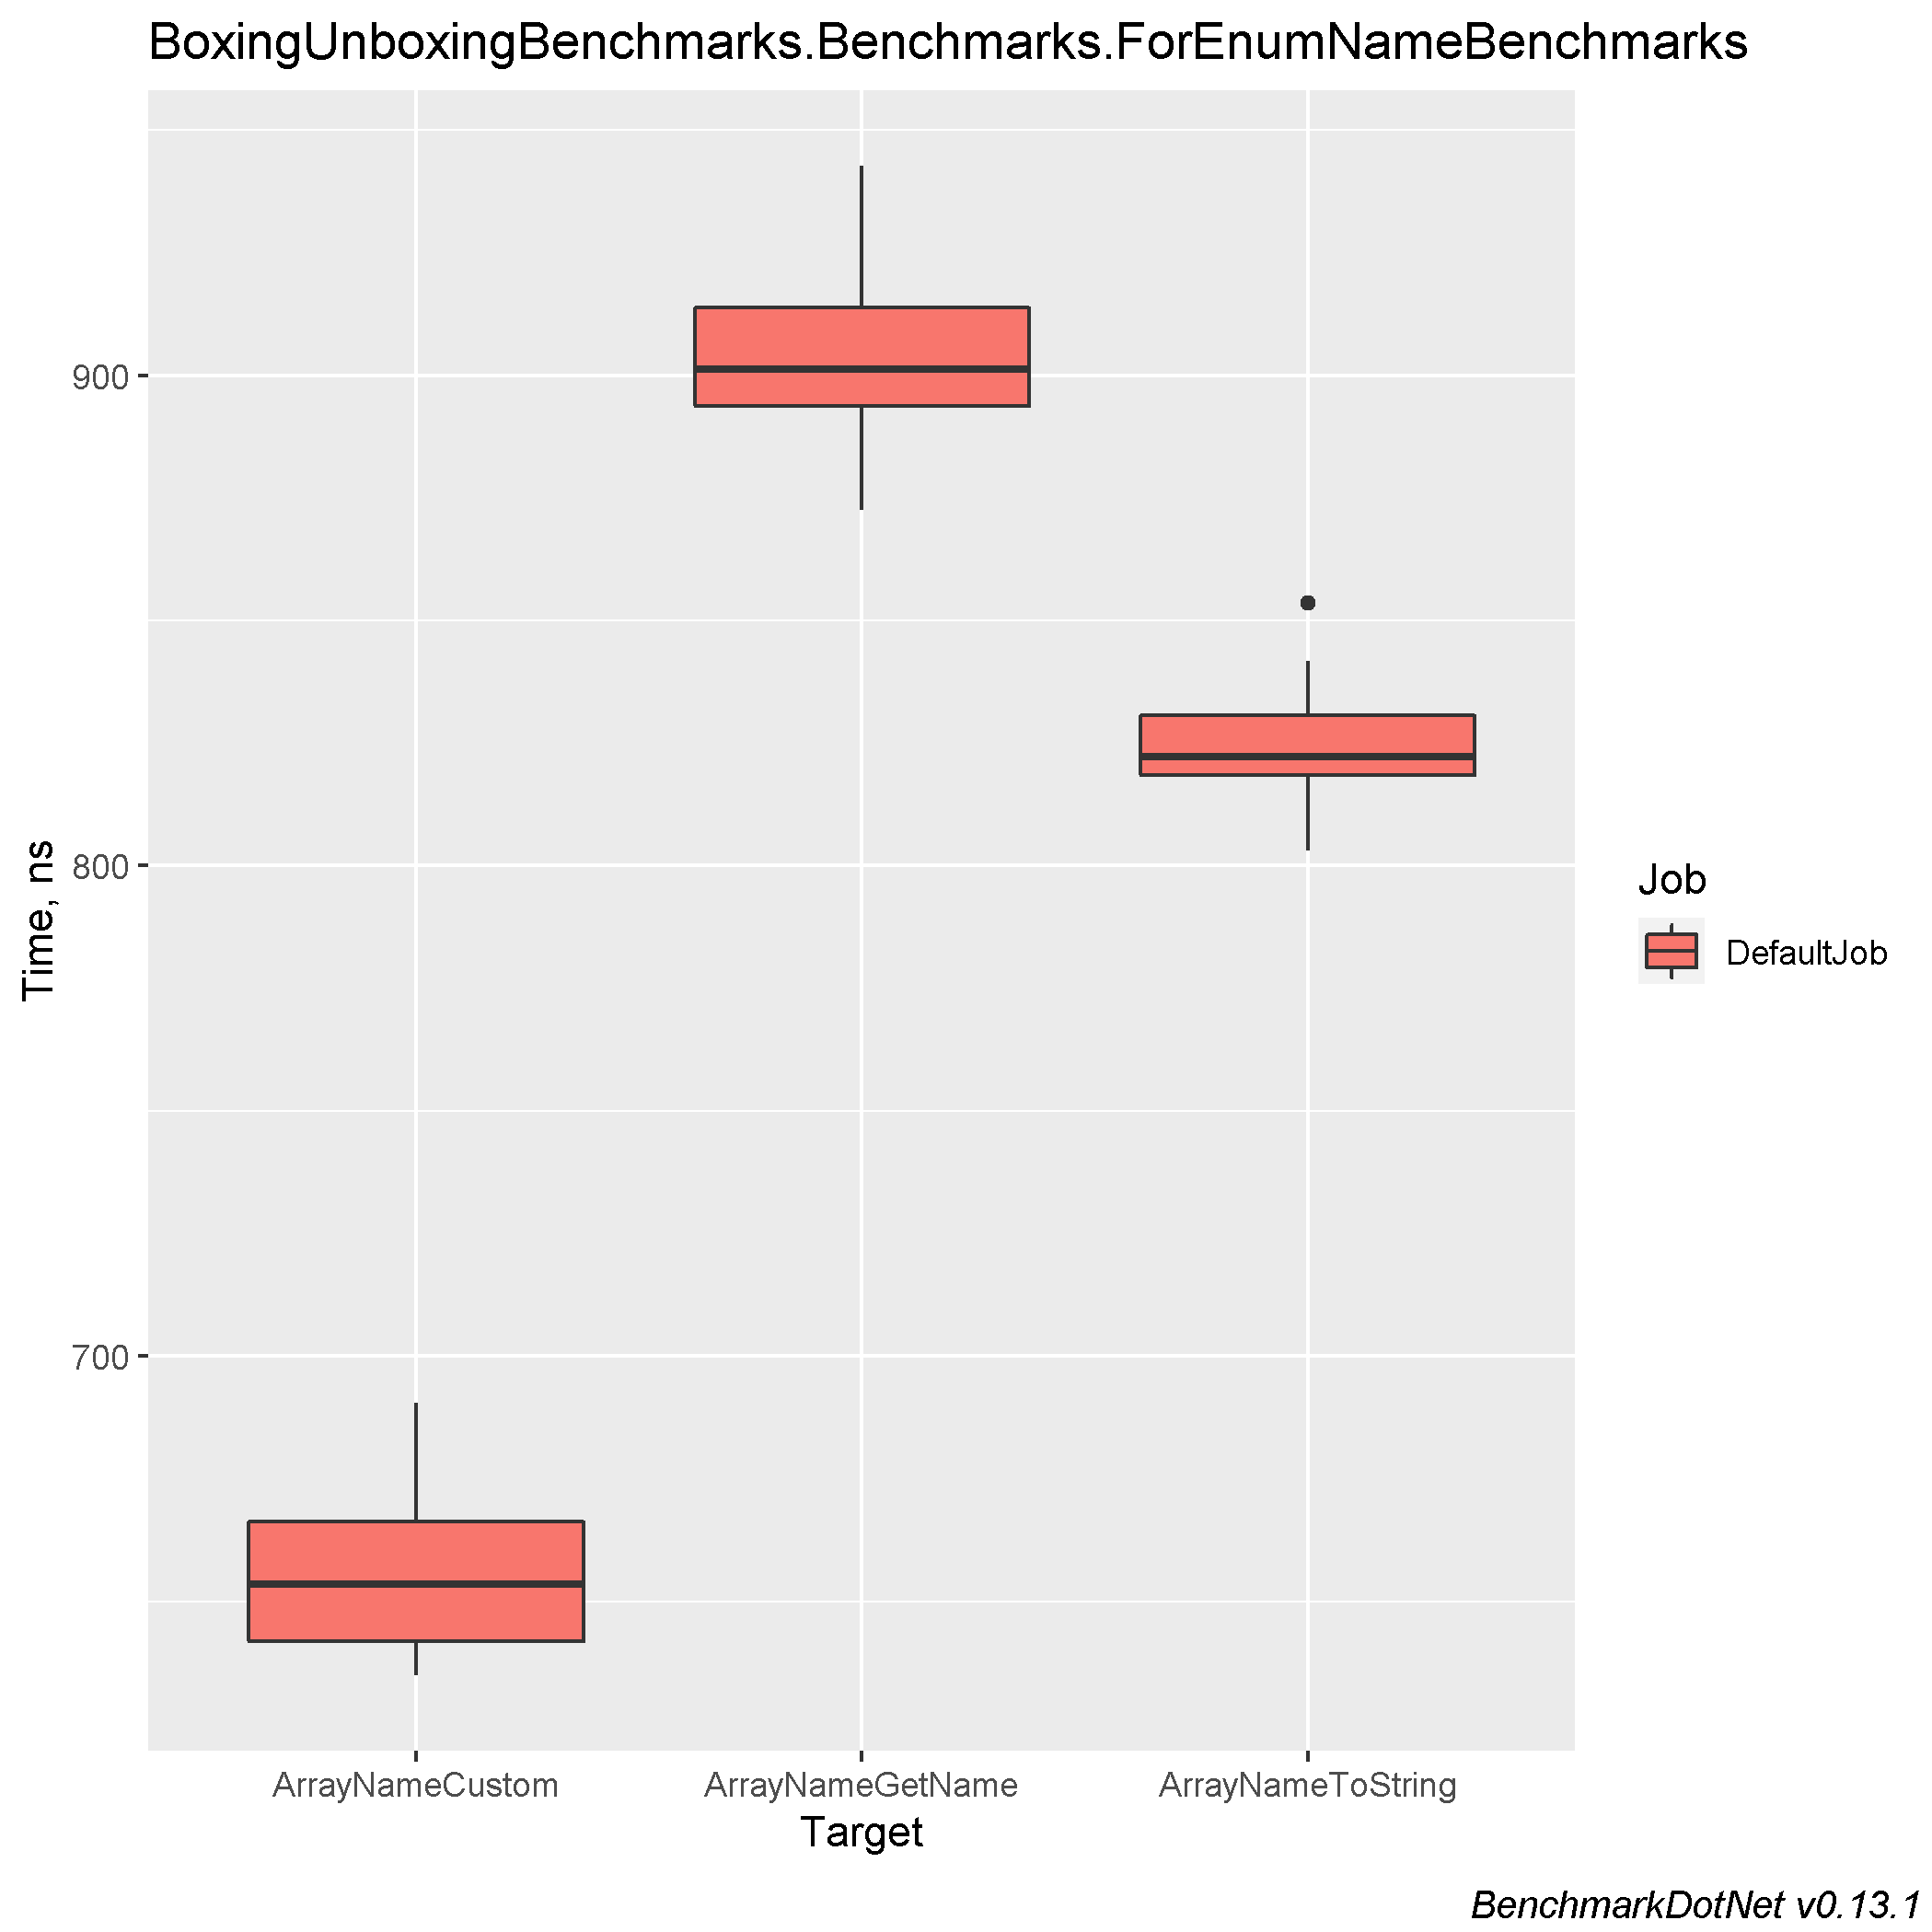 BoxingUnboxingBenchmarks.Benchmarks.ForEnumNameBenchmarks
Time, ns
900
800
700
ArrayNameCustom ArrayNameGetName ArrayNameToString
Target
Job
DefaultJob
BenchmarkDotNet v0.13.1